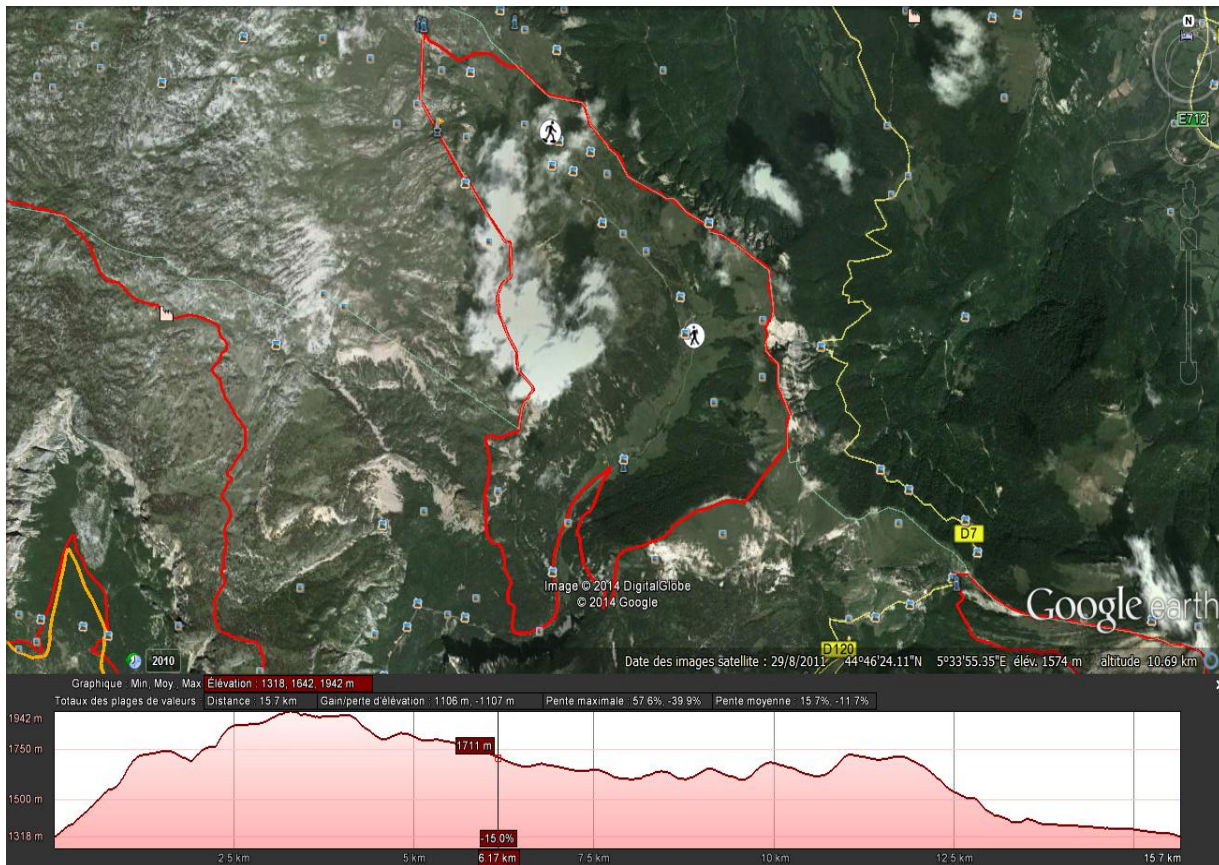 N
E712
D7
Image © 2014 DigitalGlobe
© 2014 Google
Google earth
D120
2010
Date des images satellite : 29/8/2011 44°46'24.11"N 5°33'55.35"E élév. 1574 m altitude 10.69 km
Graphique : Min, Moy., Max Élévation : 1318, 1642, 1942 m
Totaux des plages de valeurs : Distance : 15.7 km Gain/perte d'élévation : 1106 m, -1107 m Pente maximale : 57.6%, -39.9% Pente moyenne : 15.7%, -11.7%
1942 m
1750 m
1711 m
1500 m
1318 m
-15.0%
2.5 km 5 km 6.17 km 7.5 km 10 km 12.5 km 15.7 km